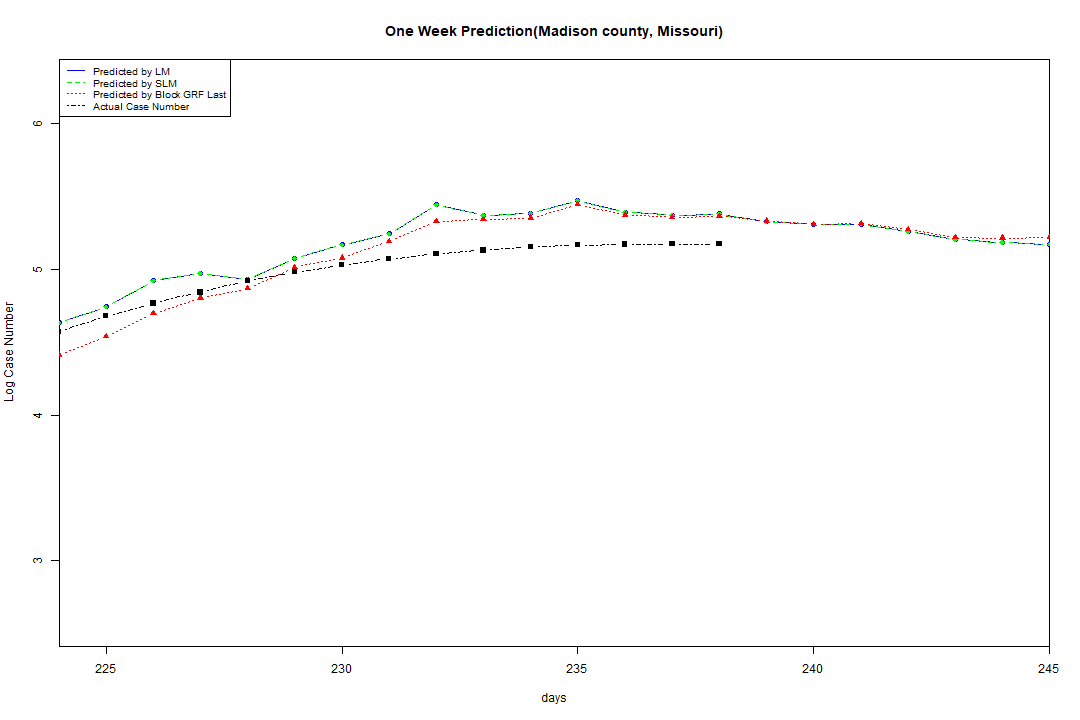 One Week Prediction(Madison county, Missouri)
Predicted by LM
Predicted by SLM
Predicted by Block GRF Last
Actual Case Number
6
5
4
3
Log Case Number
225 230 235 240 245
days